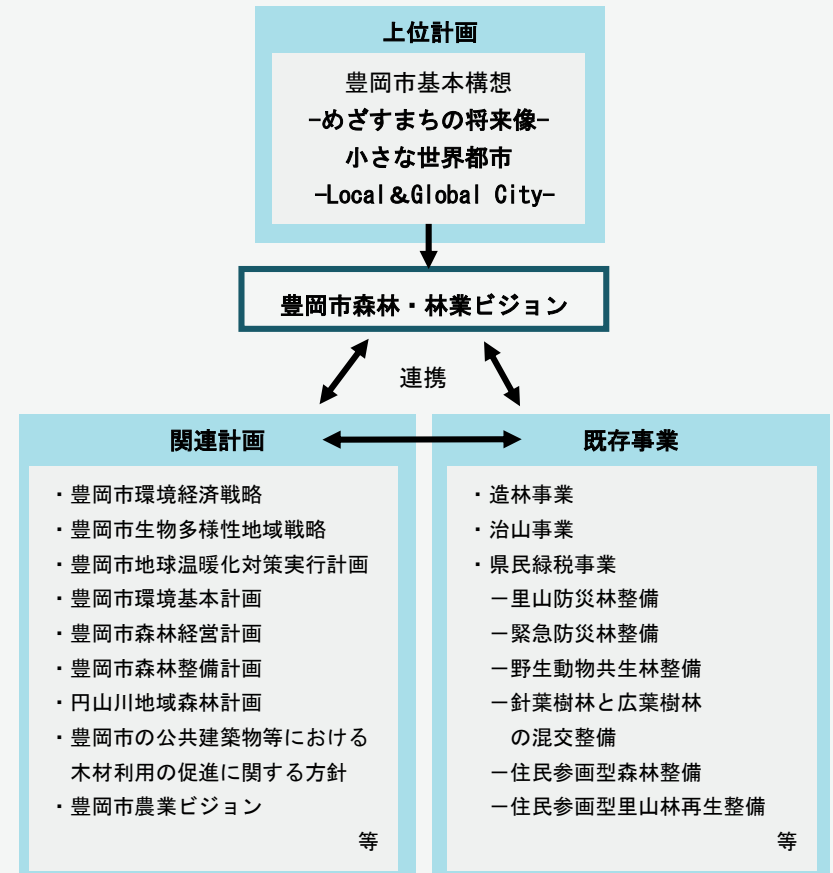 上位計画
豊岡市基本構想
-めざすまちの将来像-
小さな世界都市
-Local&Global City-
豊岡市森林・林業ビジョン
連携
関連計画
・豊岡市環境経済戦略
・豊岡市生物多様性地域戦略
・豊岡市地球温暖化対策実行計画
・豊岡市環境基本計画
・豊岡市森林経営計画
・豊岡市森林整備計画
・円山川地域森林計画
・豊岡市の公共建築物等における
木材利用の促進に関する方針
・豊岡市農業ビジョン
等
既存事業
・造林事業
・治山事業
・県民緑税事業
－里山防災林整備
－緊急防災林整備
－野生動物共生林整備
－針葉樹林と広葉樹林
の混交整備
－住民参画型森林整備
－住民参画型里山林再生整備
等